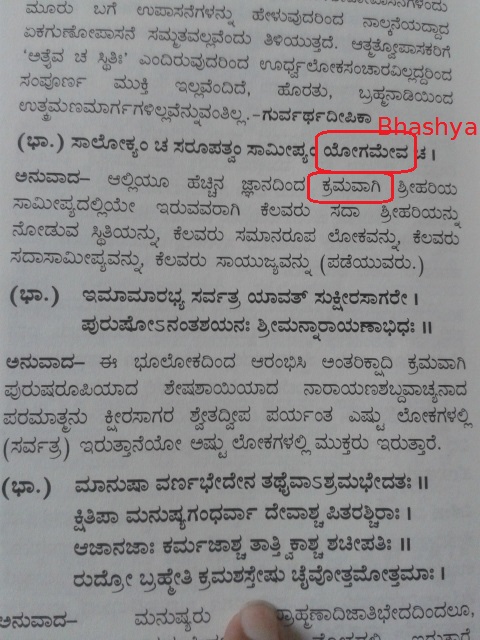 ಮೂರು ಬಗೆ ಉಪಾಸನೆಗಳನ್ನು ಹೇಳುವುದರಿಂದ ನಾಲ್ಕನೆಯದ್ದಾದ
ಏಕಗುಣೋಪಾಸನೆ ಸಮ್ಮತವಲ್ಲವೆಂದು ತಿಳಿಯುತ್ತದೆ. ಆತ್ಮತ್ವೋಪಾಸಕರಿಗೆ
'ಅತ್ರೈವ ಚ ಸ್ಥಿತಿಃ' ಎಂದಿರುವುದರಿಂದ ಊರ್ಧ್ವಲೋಕಸಂಚಾರವಿಲ್ಲದ್ದರಿಂದ
ಸಂಪೂರ್ಣ ಮುಕ್ತಿ ಇಲ್ಲವೆಂದಿದೆ, ಹೊರತು, ಬ್ರಹ್ಮನಾಡಿಯಿಂದ
ಉತ್ಕ್ರಮಣಮಾರ್ಗಗಳಿಲ್ಲವೆನ್ನುವಂತಿಲ್ಲ.-ಗುರ್ವರ್ಥದೀಪಿಕಾ
Bhashya
(ಭಾ.) ಸಾಲೋಕ್ಯಂ ಚ ಸರೂಪತ್ವಂ ಸಾಮೀಪ್ಯಂ ಯೋಗಮೇವ ಚ ।
ಅನುವಾದ- ಆಲ್ಲಿಯೂ ಹೆಚ್ಚಿನ ಜ್ಞಾನದಿಂದ ಕ್ರಮವಾಗಿ ಶ್ರೀಹರಿಯ
ಸಾಮೀಪ್ಯದಲ್ಲಿಯೇ ಇರುವವರಾಗಿ ಕೆಲವರು ಸದಾ ಶ್ರೀಹರಿಯನ್ನು
ನೋಡುವ ಸ್ಥಿತಿಯನ್ನು, ಕೆಲವರು ಸಮಾನರೂಪ ಲೋಕವನ್ನು, ಕೆಲವರು
ಸದಾಸಾಮೀಪ್ಯವನ್ನು, ಕೆಲವರು ಸಾಯುಜ್ಯವನ್ನು (ಪಡೆಯುವರು.)
(ಭಾ.) ಇಮಾಮಾರಭ್ಯ ಸರ್ವತ್ರ ಯಾವತ್ ಸುಕ್ಷೀರಸಾಗರೇ ।
ಪುರುಷೋಽನಂತಶಯನಃ ಶ್ರೀಮನ್ನಾರಾಯಣಾಭಿಧಃ ॥
ಅನುವಾದ- ಈ ಭೂಲೋಕದಿಂದ ಆರಂಭಿಸಿ ಅಂತರಿಕ್ಷಾದಿ ಕ್ರಮವಾಗಿ
ಪುರುಷರೂಪಿಯಾದ ಶೇಷಶಾಯಿಯಾದ ನಾರಾಯಣಶಬ್ದವಾಚ್ಯನಾದ
ಪರಮಾತ್ಮನು ಕ್ಷೀರಸಾಗರ ಶ್ವೇತದ್ವೀಪ ಪರ್ಯಂತ ಎಷ್ಟು ಲೋಕಗಳಲ್ಲಿ
(ಸರ್ವತ್ರ) ಇರುತ್ತಾನೆಯೋ ಅಷ್ಟು ಲೋಕಗಳಲ್ಲಿ ಮುಕ್ತರು ಇರುತ್ತಾರೆ.
(ಭಾ.) ಮಾನುಷಾ ವರ್ಣಭೇದೇನ ತಥೈವಾಽಶ್ರಮಭೇದತಃ ॥
ಕ್ಷಿತಿಪಾ ಮನುಷ್ಯಗಂಧರ್ವಾ ದೇವಾಶ್ಚ ಪಿತರಶ್ಚಿರಾಃ ।
ಆಜಾನಜಾಃ ಕರ್ಮಜಾಶ್ಚ ತಾತ್ತ್ವಿಕಾಶ್ಚ ಶಚೀಪತಿಃ ॥
ರುದ್ರೋ ಬ್ರಹ್ಮೇತಿ ಕ್ರಮಶಸ್ತೇಷು ಚೈವೋತ್ತಮೋತ್ತಮಾಃ ।
ಅನುವಾದ- ಮನುಷ್ಯರು ಬ್ರಾಹ್ಮಣಾದಿಜಾತಿಭೇದದಿಂದಲೂ,